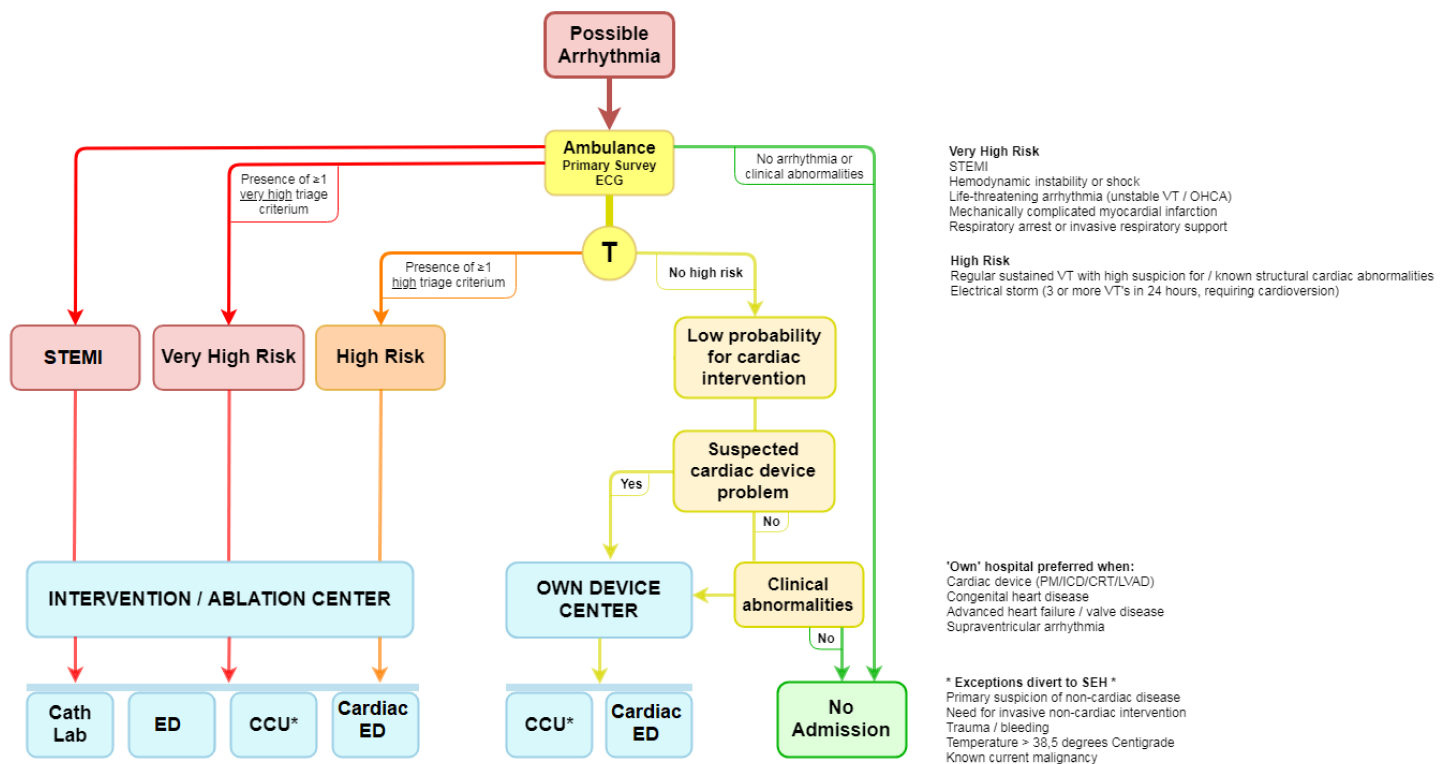 Possible
Arrhythmia
Ambulance
Primary Survey
ECG
No arrhythmia or
clinical abnormalities
Presence of ≥1
very high triage
criterium
T
Presence of ≥1
high triage criterium
No high risk
STEMI
Very High Risk
High Risk
Low probability
for cardiac
intervention
Suspected
cardiac device
problem
Yes
No
INTERVENTION / ABLATION CENTER
OWN DEVICE
CENTER
Clinical
abnormalities
No
Cath
Lab
ED
CCU*
Cardiac
ED
CCU*
Cardiac
ED
No
Admission
Very High Risk
STEMI
Hemodynamic instability or shock
Life-threatening arrhythmia (unstable VT / OHCA)
Mechanically complicated myocardial infarction
Respiratory arrest or invasive respiratory support
High Risk
Regular sustained VT with high suspicion for / known structural cardiac abnormalities
Electrical storm (3 or more VT's in 24 hours, requiring cardioversion)
'Own' hospital preferred when:
Cardiac device (PM/ICD/CRT/LVAD)
Congenital heart disease
Advanced heart failure / valve disease
Supraventricular arrhythmia
* Exceptions divert to SEH *
Primary suspicion of non-cardiac disease
Need for invasive non-cardiac intervention
Trauma / bleeding
Temperature > 38,5 degrees Centigrade
Known current malignancy